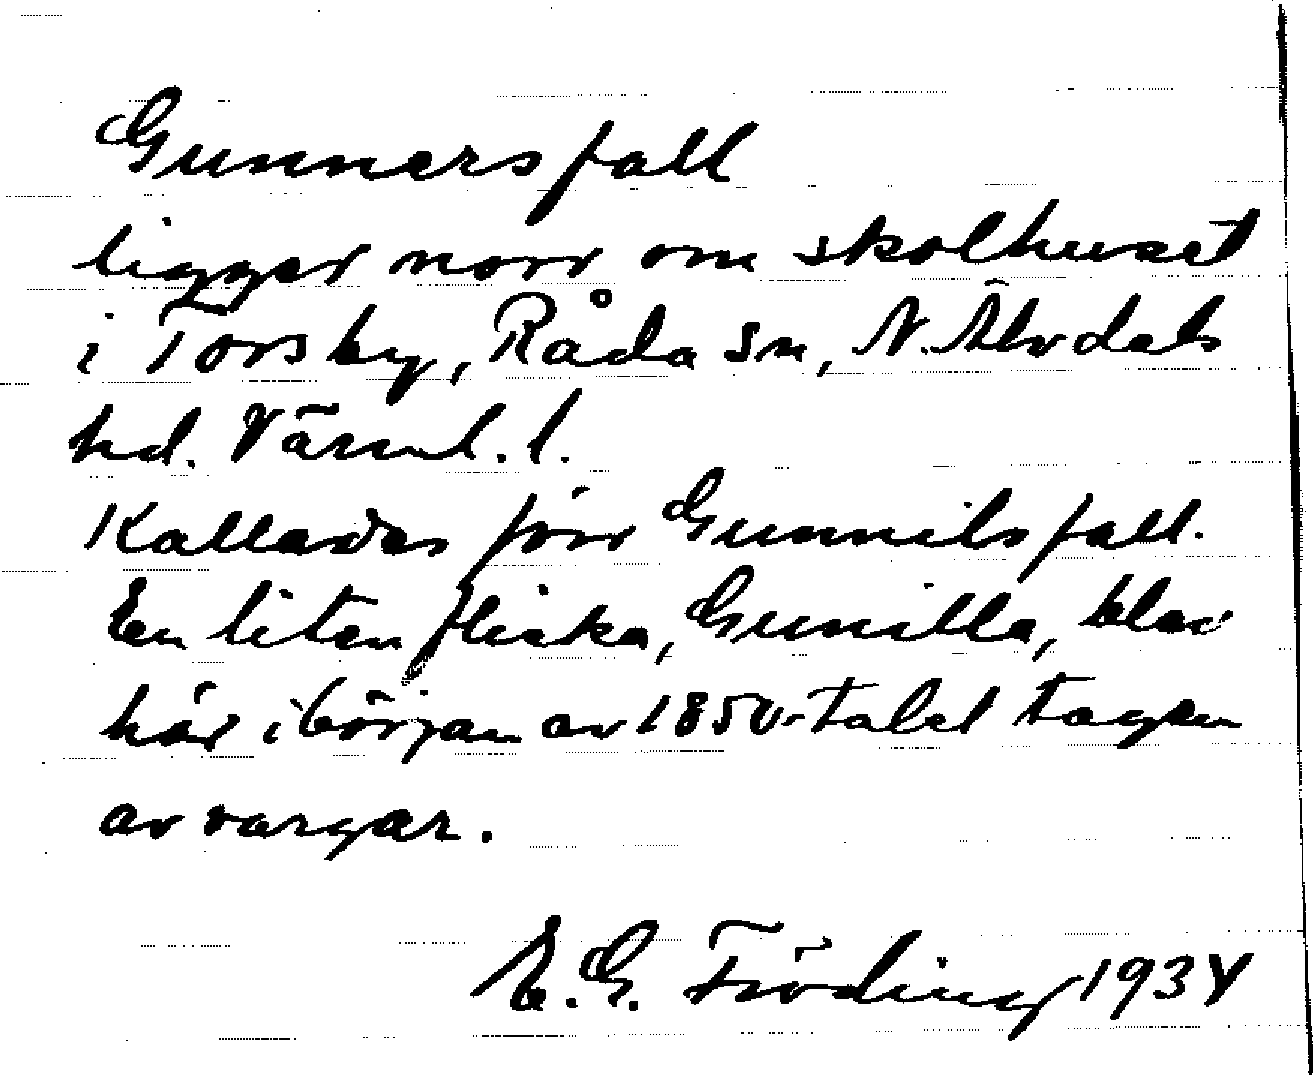 Gunnersfall
ligger norr om skolhuset
i Torsby, Råda sn, N. Älvdals
hd. Värml. l.
Kallades förr Gunnilsfall.
En liten flicka, Gunilla, blev
här i början av 1850-talet tagen
av vargar.
E. G. Fröding 1934